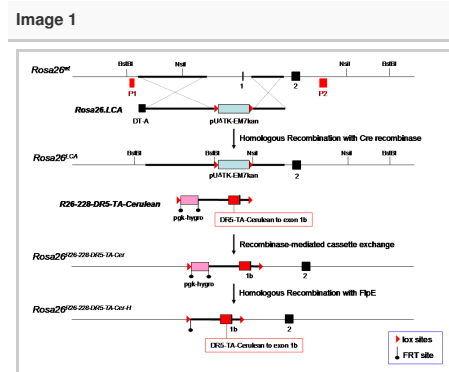 Image 1
BstBI NsiI NsiI BstBI
Rosa26wt
1 2
P1 P2
Rosa26.LCA
DT-A pUΔTK-EM7kan
Homologous Recombination with Cre recombinase
BstBI BstBI NsiI NsiI BstBI
Rosa26LCA
pUΔTK-EM7kan 2
R26-228-DR5-TA-Cerulean
pgk-hygro DR5-TA-Cerulean to exon 1b
Recombinase-mediated cassette exchange
Rosa26R26-228-DR5-TA-Cer
pgk-hygro 1b 2
Homologous Recombination with FlpE
Rosa26R26-228-DR5-TA-Cer-H
1b 2
DR5-TA-Cerulean to exon 1b
lox sites
FRT site